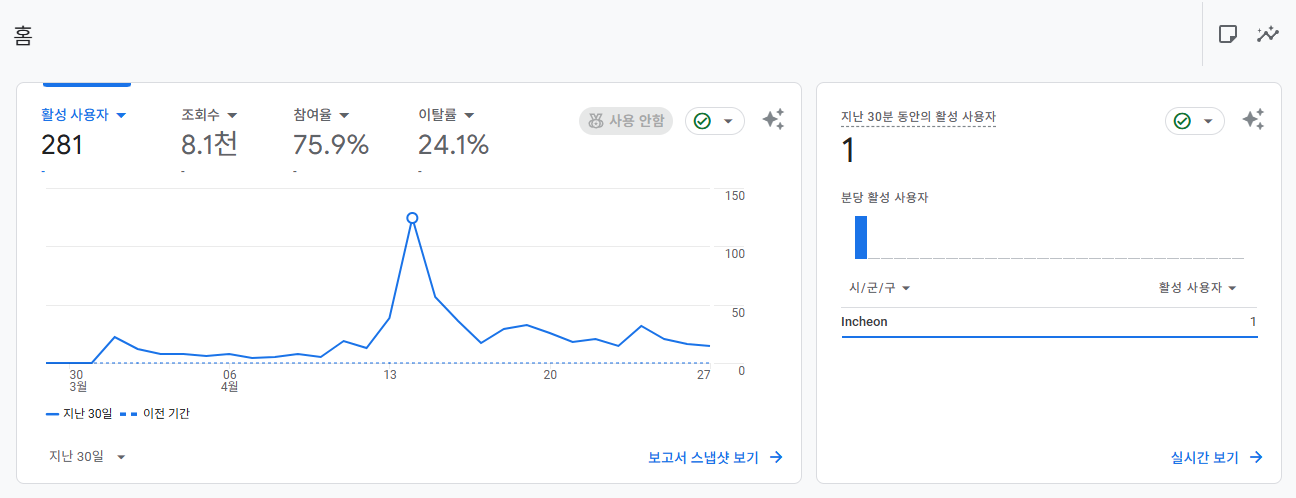 홈
활성 사용자
281
-
조회수
8.1천
-
참여율
75.9%
-
이탈률
24.1%
-
사용 안함
150
100
50
0
30
3월
06
4월
13
20
27
지난 30일
이전 기간
지난 30일
보고서 스냅샷 보기
지난 30분 동안의 활성 사용자
1
분당 활성 사용자
시/군/구 활성 사용자
Incheon 1
실시간 보기